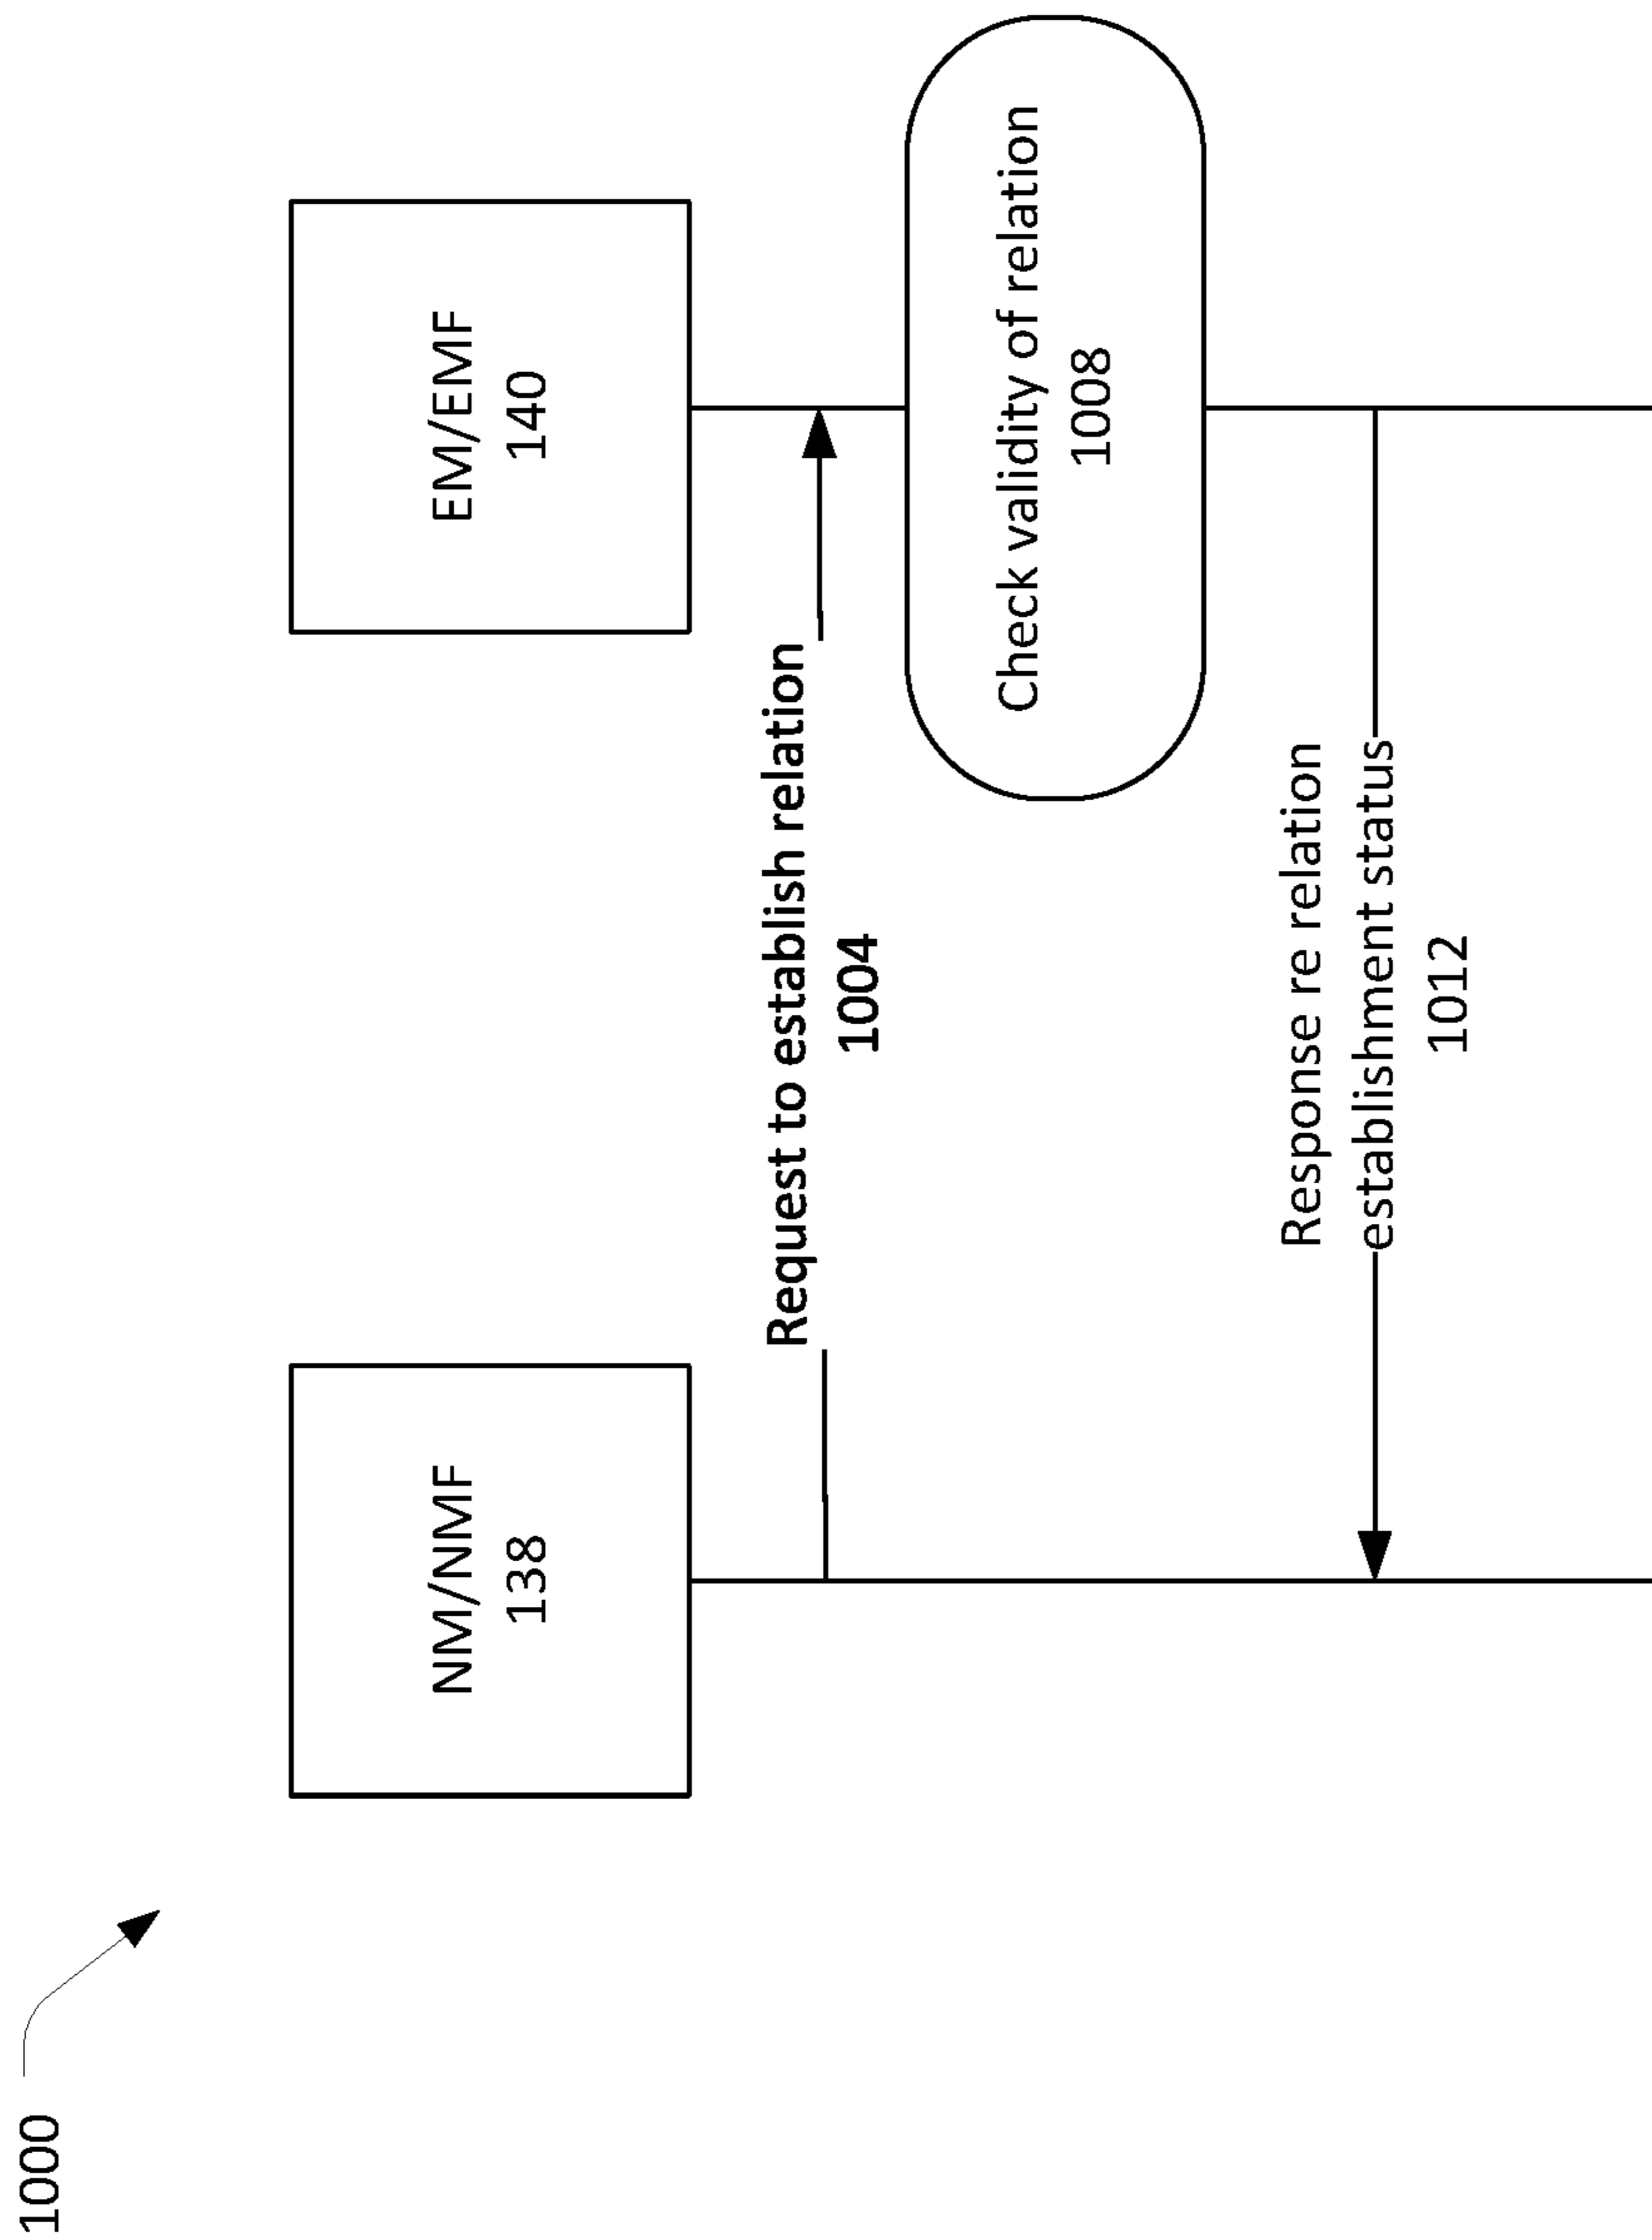 1000
NM/NMF
138
EM/EMF
140
Request to establish relation
1004
Check validity of relation
1008
Response re relation
establishment status
1012